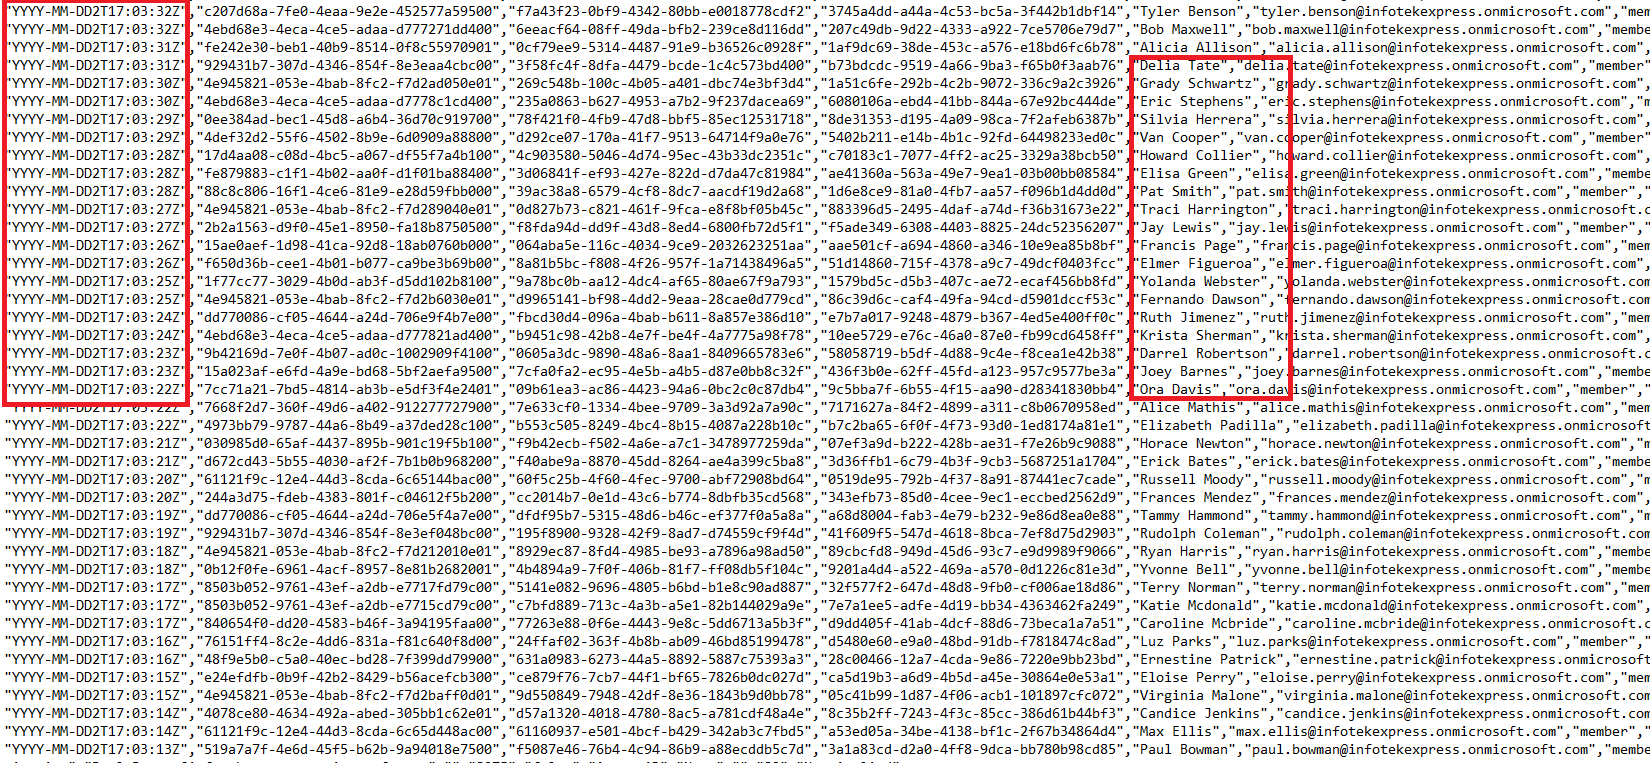 "YYYY-MM-DD2T17:03:32Z","c207d68a-7fe0-4eaa-9e2e-452577a59500","f7a43f23-0bf9-4342-80bb-e0018778cdf2","3745a4dd-a44a-4c53-bc5a-3f442b1dbf14","Tyler Benson","tyler.benson@infotekexpress.onmicrosoft.com","mem
"YYYY-MM-DD2T17:03:32Z","4ebd68e3-4eca-4ce5-adaa-d777271dd400","6eeacf64-08ff-49da-bfb2-239ce8d116dd","207c49db-9d22-4333-a922-7ce5706e79d7","Bob Maxwell","bob.maxwell@infotekexpress.onmicrosoft.com","membe
"YYYY-MM-DD2T17:03:31Z","fe242e30-beb1-40b9-8514-0f8c55970901","0cf79ee9-5314-4487-91e9-b36526c0928f","1af9dc69-38de-453c-a576-e18bd6fc6b78","Alicia Allison","alicia.allison@infotekexpress.onmicrosoft.com","
"YYYY-MM-DD2T17:03:31Z","929431b7-307d-4346-854f-8e3eaa4cbc00","3f58fc4f-8dfa-4479-bcde-1c4c573bd400","b73bdcdc-9519-4a66-9ba3-f65b0f3aab76","Delia Tate","delia.tate@infotekexpress.onmicrosoft.com","member"
"YYYY-MM-DD2T17:03:30Z","4e945821-053e-4bab-8fc2-f7d2ad050e01","269c548b-100c-4b05-a401-dbc74e3bf3d4","1a51c6fe-292b-4c2b-9072-336c9a2c3926","Grady Schwartz","grady.schwartz@infotekexpress.onmicrosoft.com","
"YYYY-MM-DD2T17:03:30Z","4ebd68e3-4eca-4ce5-adaa-d7778c1cd400","235a0863-b627-4953-a7b2-9f237dacea69","6080106a-ebd4-41bb-844a-67e92bc444de","Eric Stephens","eric.stephens@infotekexpress.onmicrosoft.com","m
"YYYY-MM-DD2T17:03:29Z","0ee384ad-bec1-45d8-a6b4-36d70c919700","78f421f0-4fb9-47d8-bbf5-85ec12531718","8de31353-d195-4a09-98ca-7f2afeb6387b","Silvia Herrera","silvia.herrera@infotekexpress.onmicrosoft.com","
"YYYY-MM-DD2T17:03:29Z","4def32d2-55f6-4502-8b9e-6d0909a88800","d292ce07-170a-41f7-9513-64714f9a0e76","5402b211-e14b-4b1c-92fd-64498233ed0c","Van Cooper","van.cooper@infotekexpress.onmicrosoft.com","member"
"YYYY-MM-DD2T17:03:28Z","17d4aa08-c08d-4bc5-a067-df55f7a4b100","4c903580-5046-4d74-95ec-43b33dc2351c","c70183c1-7077-4ff2-ac25-3329a38bcb50","Howard Collier","howard.collier@infotekexpress.onmicrosoft.com","
"YYYY-MM-DD2T17:03:28Z","fe879883-c1f1-4b02-aa0f-d1f01ba88400","3d06841f-ef93-427e-822d-d7da47c81984","ae41360a-563a-49e7-9ea1-03b00bb08584","Elisa Green","elisa.green@infotekexpress.onmicrosoft.com","membe
"YYYY-MM-DD2T17:03:28Z","88c8c806-16f1-4ce6-81e9-e28d59fbb000","39ac38a8-6579-4cf8-8dc7-aacdf19d2a68","1d6e8ce9-81a0-4fb7-aa57-f096b1d4dd0d","Pat Smith","pat.smith@infotekexpress.onmicrosoft.com","member","
"YYYY-MM-DD2T17:03:27Z","4e945821-053e-4bab-8fc2-f7d289040e01","0d827b73-c821-461f-9fca-e8f8bf05b45c","883396d5-2495-4daf-a74d-f36b31673e22","Traci Harrington","traci.harrington@infotekexpress.onmicrosoft.c
"YYYY-MM-DD2T17:03:27Z","2b2a1563-d9f0-45e1-8950-fa18b8750500","f8fda94d-dd9f-43d8-8ed4-6800fb72d5f1","f5ade349-6308-4403-8825-24dc52356207","Jay Lewis","jay.lewis@infotekexpress.onmicrosoft.com","member","
"YYYY-MM-DD2T17:03:26Z","15ae0aef-1d98-41ca-92d8-18ab0760b000","064aba5e-116c-4034-9ce9-2032623251aa","aae501cf-a694-4860-a346-10e9ea85b8bf","Francis Page","francis.page@infotekexpress.onmicrosoft.com","mem
"YYYY-MM-DD2T17:03:26Z","f650d36b-cee1-4b01-b077-ca9be3b69b00","8a81b5bc-f808-4f26-957f-1a71438496a5","51d14860-715f-4378-a9c7-49dcf0403fcc","Elmer Figueroa","elmer.figueroa@infotekexpress.onmicrosoft.com","
"YYYY-MM-DD2T17:03:25Z","1f77cc77-3029-4b0d-ab3f-d5dd102b8100","9a78bc0b-aa12-4dc4-af65-80ae67f9a793","1579bd5c-d5b3-407c-ae72-ecaf456bb8fd","Yolanda Webster","yolanda.webster@infotekexpress.onmicrosoft.com
"YYYY-MM-DD2T17:03:25Z","4e945821-053e-4bab-8fc2-f7d2b6030e01","d9965141-bf98-4dd2-9eaa-28cae0d779cd","86c39d6c-caf4-49fa-94cd-d5901dccf53c","Fernando Dawson","fernando.dawson@infotekexpress.onmicrosoft.com
"YYYY-MM-DD2T17:03:24Z","dd770086-cf05-4644-a24d-706e9f4b7e00","fbcd30d4-096a-4bab-b611-8a857e386d10","e7b7a017-9248-4879-b367-4ed5e400ff0c","Ruth Jimenez","ruth.jimenez@infotekexpress.onmicrosoft.com","mem
"YYYY-MM-DD2T17:03:24Z","4ebd68e3-4eca-4ce5-adaa-d777821ad400","b9451c98-42b8-4e7f-be4f-4a7775a98f78","10ee5729-e76c-46a0-87e0-fb99cd6458ff","Krista Sherman","krista.sherman@infotekexpress.onmicrosoft.com","
"YYYY-MM-DD2T17:03:23Z","9b42169d-7e0f-4b07-ad0c-1002909f4100","0605a3dc-9890-48a6-8aa1-8409665783e6","58058719-b5df-4d88-9c4e-f8cea1e42b38","Darrel Robertson","darrel.robertson@infotekexpress.onmicrosoft.c
"YYYY-MM-DD2T17:03:23Z","15a023af-e6fd-4a9e-bd68-5bf2aefa9500","7cfa0fa2-ec95-4e5b-a4b5-d87e0bb8c32f","436f3b0e-62ff-45fd-a123-957c9577be3a","Joey Barnes","joey.barnes@infotekexpress.onmicrosoft.com","membe
"YYYY-MM-DD2T17:03:22Z","7cc71a21-7bd5-4814-ab3b-e5df3f4e2401","09b61ea3-ac86-4423-94a6-0bc2c0c87db4","9c5bba7f-6b55-4f15-aa90-d28341830bb4","Ora Davis","ora.davis@infotekexpress.onmicrosoft.com","member","
"YYYY-MM-DD2T17:03:22Z","7668f2d7-360f-49d6-a402-912277727900","7e633cf0-1334-4bee-9709-3a3d92a7a90c","7171627a-84f2-4899-a311-c8b0670958ed","Alice Mathis","alice.mathis@infotekexpress.onmicrosoft.com","mem
"YYYY-MM-DD2T17:03:22Z","4973bb79-9787-44a6-8b49-a37ded28c100","b553c505-8249-4bc4-8b15-4087a228b10c","b7c2ba65-6f0f-4f73-93d0-1ed8174a81e1","Elizabeth Padilla","elizabeth.padilla@infotekexpress.onmicrosoft
"YYYY-MM-DD2T17:03:21Z","030985d0-65af-4437-895b-901c19f5b100","f9b42ecb-f502-4a6e-a7c1-3478977259da","07ef3a9d-b222-428b-ae31-f7e26b9c9088","Horace Newton","horace.newton@infotekexpress.onmicrosoft.com","m
"YYYY-MM-DD2T17:03:21Z","d672cd43-5b55-4030-af2f-7b1b0b968200","f40abe9a-8870-45dd-8264-ae4a399c5ba8","3d36ffb1-6c79-4b3f-9cb3-5687251a1704","Erick Bates","erick.bates@infotekexpress.onmicrosoft.com","membe
"YYYY-MM-DD2T17:03:20Z","61121f9c-12e4-44d3-8cda-6c65144bac00","60f5c25b-4f60-4fec-9700-abf72908bd64","0519de95-792b-4f37-8a91-87441ec7cade","Russell Moody","russell.moody@infotekexpress.onmicrosoft.com","m
"YYYY-MM-DD2T17:03:20Z","244a3d75-fdeb-4383-801f-c04612f5b200","cc2014b7-0e1d-43c6-b774-8dbfb35cd568","343efb73-85d0-4cee-9ec1-eccbed2562d9","Frances Mendez","frances.mendez@infotekexpress.onmicrosoft.com","
"YYYY-MM-DD2T17:03:19Z","dd770086-cf05-4644-a24d-706e5f4a7e00","dfdf95b7-5315-48d6-b46c-ef377f0a5a8a","a68d8004-fab3-4e79-b232-9e86d8ea0e88","Tammy Hammond","tammy.hammond@infotekexpress.onmicrosoft.com","m
"YYYY-MM-DD2T17:03:19Z","929431b7-307d-4346-854f-8e3ef048bc00","195f8900-9328-42f9-8ad7-d74559cf9f4d","41f609f5-547d-4618-8bca-7ef8d75d2903","Rudolph Coleman","rudolph.coleman@infotekexpress.onmicrosoft.com
"YYYY-MM-DD2T17:03:18Z","4e945821-053e-4bab-8fc2-f7d212010e01","8929ec87-8fd4-4985-be93-a7896a98ad50","89cbcfd8-949d-45d6-93c7-e9d9989f9066","Ryan Harris","ryan.harris@infotekexpress.onmicrosoft.com","membe
"YYYY-MM-DD2T17:03:18Z","0b12f0fe-6961-4acf-8957-8e81b2682001","4b4894a9-7f0f-406b-81f7-ff08db5f104c","9201a4d4-a522-469a-a570-0d1226c81e3d","Yvonne Bell","yvonne.bell@infotekexpress.onmicrosoft.com","membe
"YYYY-MM-DD2T17:03:17Z","8503b052-9761-43ef-a2db-e7717fd79c00","5141e082-9696-4805-b6bd-b1e8c90ad887","32f577f2-647d-48d8-9fb0-cf006ae18d86","Terry Norman","terry.norman@infotekexpress.onmicrosoft.com","mem
"YYYY-MM-DD2T17:03:17Z","8503b052-9761-43ef-a2db-e7715cd79c00","c7bfd889-713c-4a3b-a5e1-82b144029a9e","7e7a1ee5-adfe-4d19-bb34-4363462fa249","Katie Mcdonald","katie.mcdonald@infotekexpress.onmicrosoft.com","
"YYYY-MM-DD2T17:03:17Z","840654f0-dd20-4583-b46f-3a94195faa00","77263e88-0f6e-4443-9e8c-5dd6713a5b3f","d9dd405f-41ab-4dcf-88d6-73beca1a7a51","Caroline Mcbride","caroline.mcbride@infotekexpress.onmicrosoft.c
"YYYY-MM-DD2T17:03:16Z","76151ff4-8c2e-4dd6-831a-f81c640f8d00","24ffaf02-363f-4b8b-ab09-46bd85199478","d5480e60-e9a0-48bd-91db-f7818474c8ad","Luz Parks","luz.parks@infotekexpress.onmicrosoft.com","member","
"YYYY-MM-DD2T17:03:16Z","48f9e5b0-c5a0-40ec-bd28-7f399dd79900","631a0983-6273-44a5-8892-5887c75393a3","28c00466-12a7-4cda-9e86-7220e9bb23bd","Ernestine Patrick","ernestine.patrick@infotekexpress.onmicrosoft
"YYYY-MM-DD2T17:03:15Z","e24efdfb-0b9f-42b2-8429-b56acefcb300","ce879f76-7cb7-44f1-bf65-7826b0dc027d","ca5d19b3-a6d9-4b5d-a45e-30864e0e53a1","Eloise Perry","eloise.perry@infotekexpress.onmicrosoft.com","mem
"YYYY-MM-DD2T17:03:15Z","4e945821-053e-4bab-8fc2-f7d2baff0d01","9d550849-7948-42df-8e36-1843b9d0bb78","05c41b99-1d87-4f06-acb1-101897cfc072","Virginia Malone","virginia.malone@infotekexpress.onmicrosoft.com
"YYYY-MM-DD2T17:03:14Z","4078ce80-4634-492a-abed-305bb1c62e01","d57a1320-4018-4780-8ac5-a781cdf48a4e","8c35b2ff-7243-4f3c-85cc-386d61b44bf3","Candice Jenkins","candice.jenkins@infotekexpress.onmicrosoft.com
"YYYY-MM-DD2T17:03:14Z","61121f9c-12e4-44d3-8cda-6c65d448ac00","61160937-e501-4bcf-b429-342ab3c7fbd5","a53ed05a-34be-4138-bf1c-2f67b34864d4","Max Ellis","max.ellis@infotekexpress.onmicrosoft.com","member","
"YYYY-MM-DD2T17:03:13Z","519a7a7f-4e6d-45f5-b62b-9a94018e7500","f5087e46-76b4-4c94-86b9-a88ecddb5c7d","3a1a83cd-d2a0-4ff8-9dca-bb780b98cd85","Paul Bowman","paul.bowman@infotekexpress.onmicrosoft.com","membe